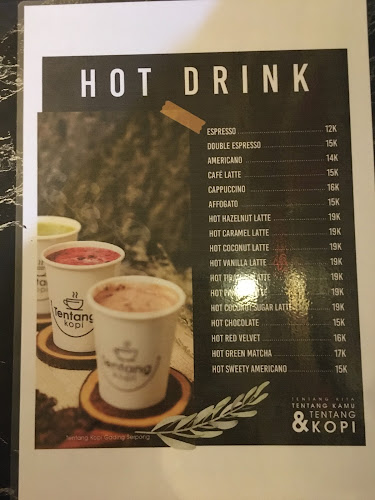 HOT DRINK
ESPRESSO 12K
DOUBLE ESPRESSO 15K
AMERICANO 14K
CAFÉ LATTE 15K
CAPPUCCINO 16K
AFFOGATO 15K
HOT HAZELNUT LATTE 19K
HOT CARAMEL LATTE 19K
HOT COCONUT LATTE 19K
HOT VANILLA LATTE 19K
HOT LATTE 19K
HOT LATTE 19K
HOT COCONUT SUGAR LATTE 19K
HOT CHOCOLATE 15K
HOT RED VELVET 16K
HOT GREEN MATCHA 17K
HOT SWEETY AMERICANO 15K
Tentang
kopi
Tentang
kopi
TENTANG KITA
TENTANG KAMU
& TENTANG
KOPI
Tentang Kopi Gading Serpong